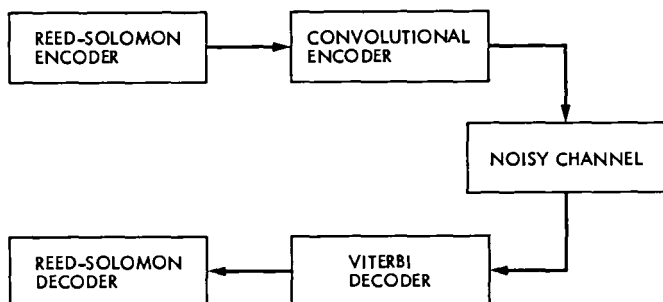 REED-SOLOMON
ENCODER
CONVOLUTIONAL
ENCODER
NOISY CHANNEL
VITERBI
DECODER
REED-SOLOMON
DECODER